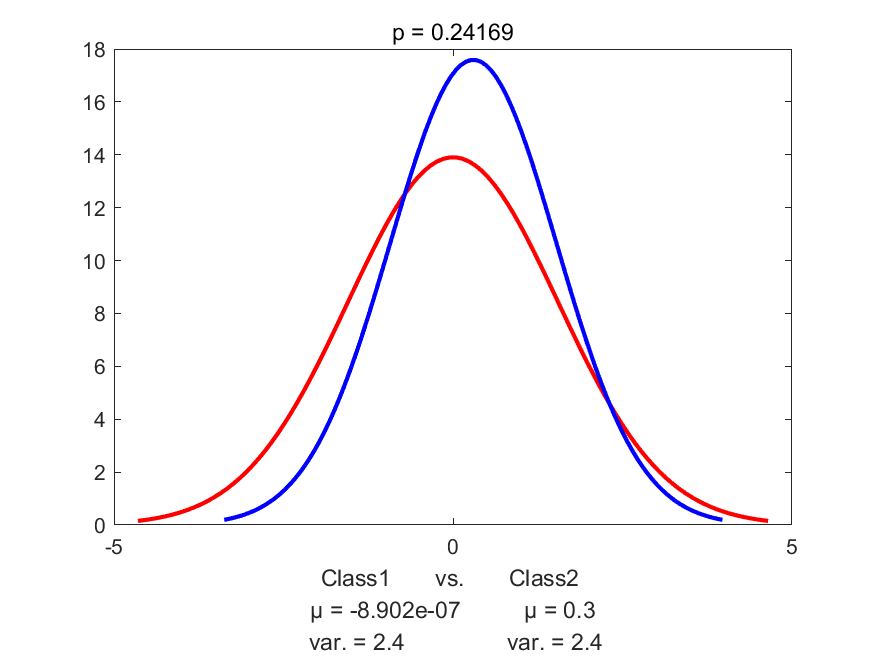 p = 0.24169
18
16
14
12
10
8
6
4
2
0
-5 0 5
Class1 vs. Class2
μ = -8.902e-07 μ = 0.3
var. = 2.4 var. = 2.4